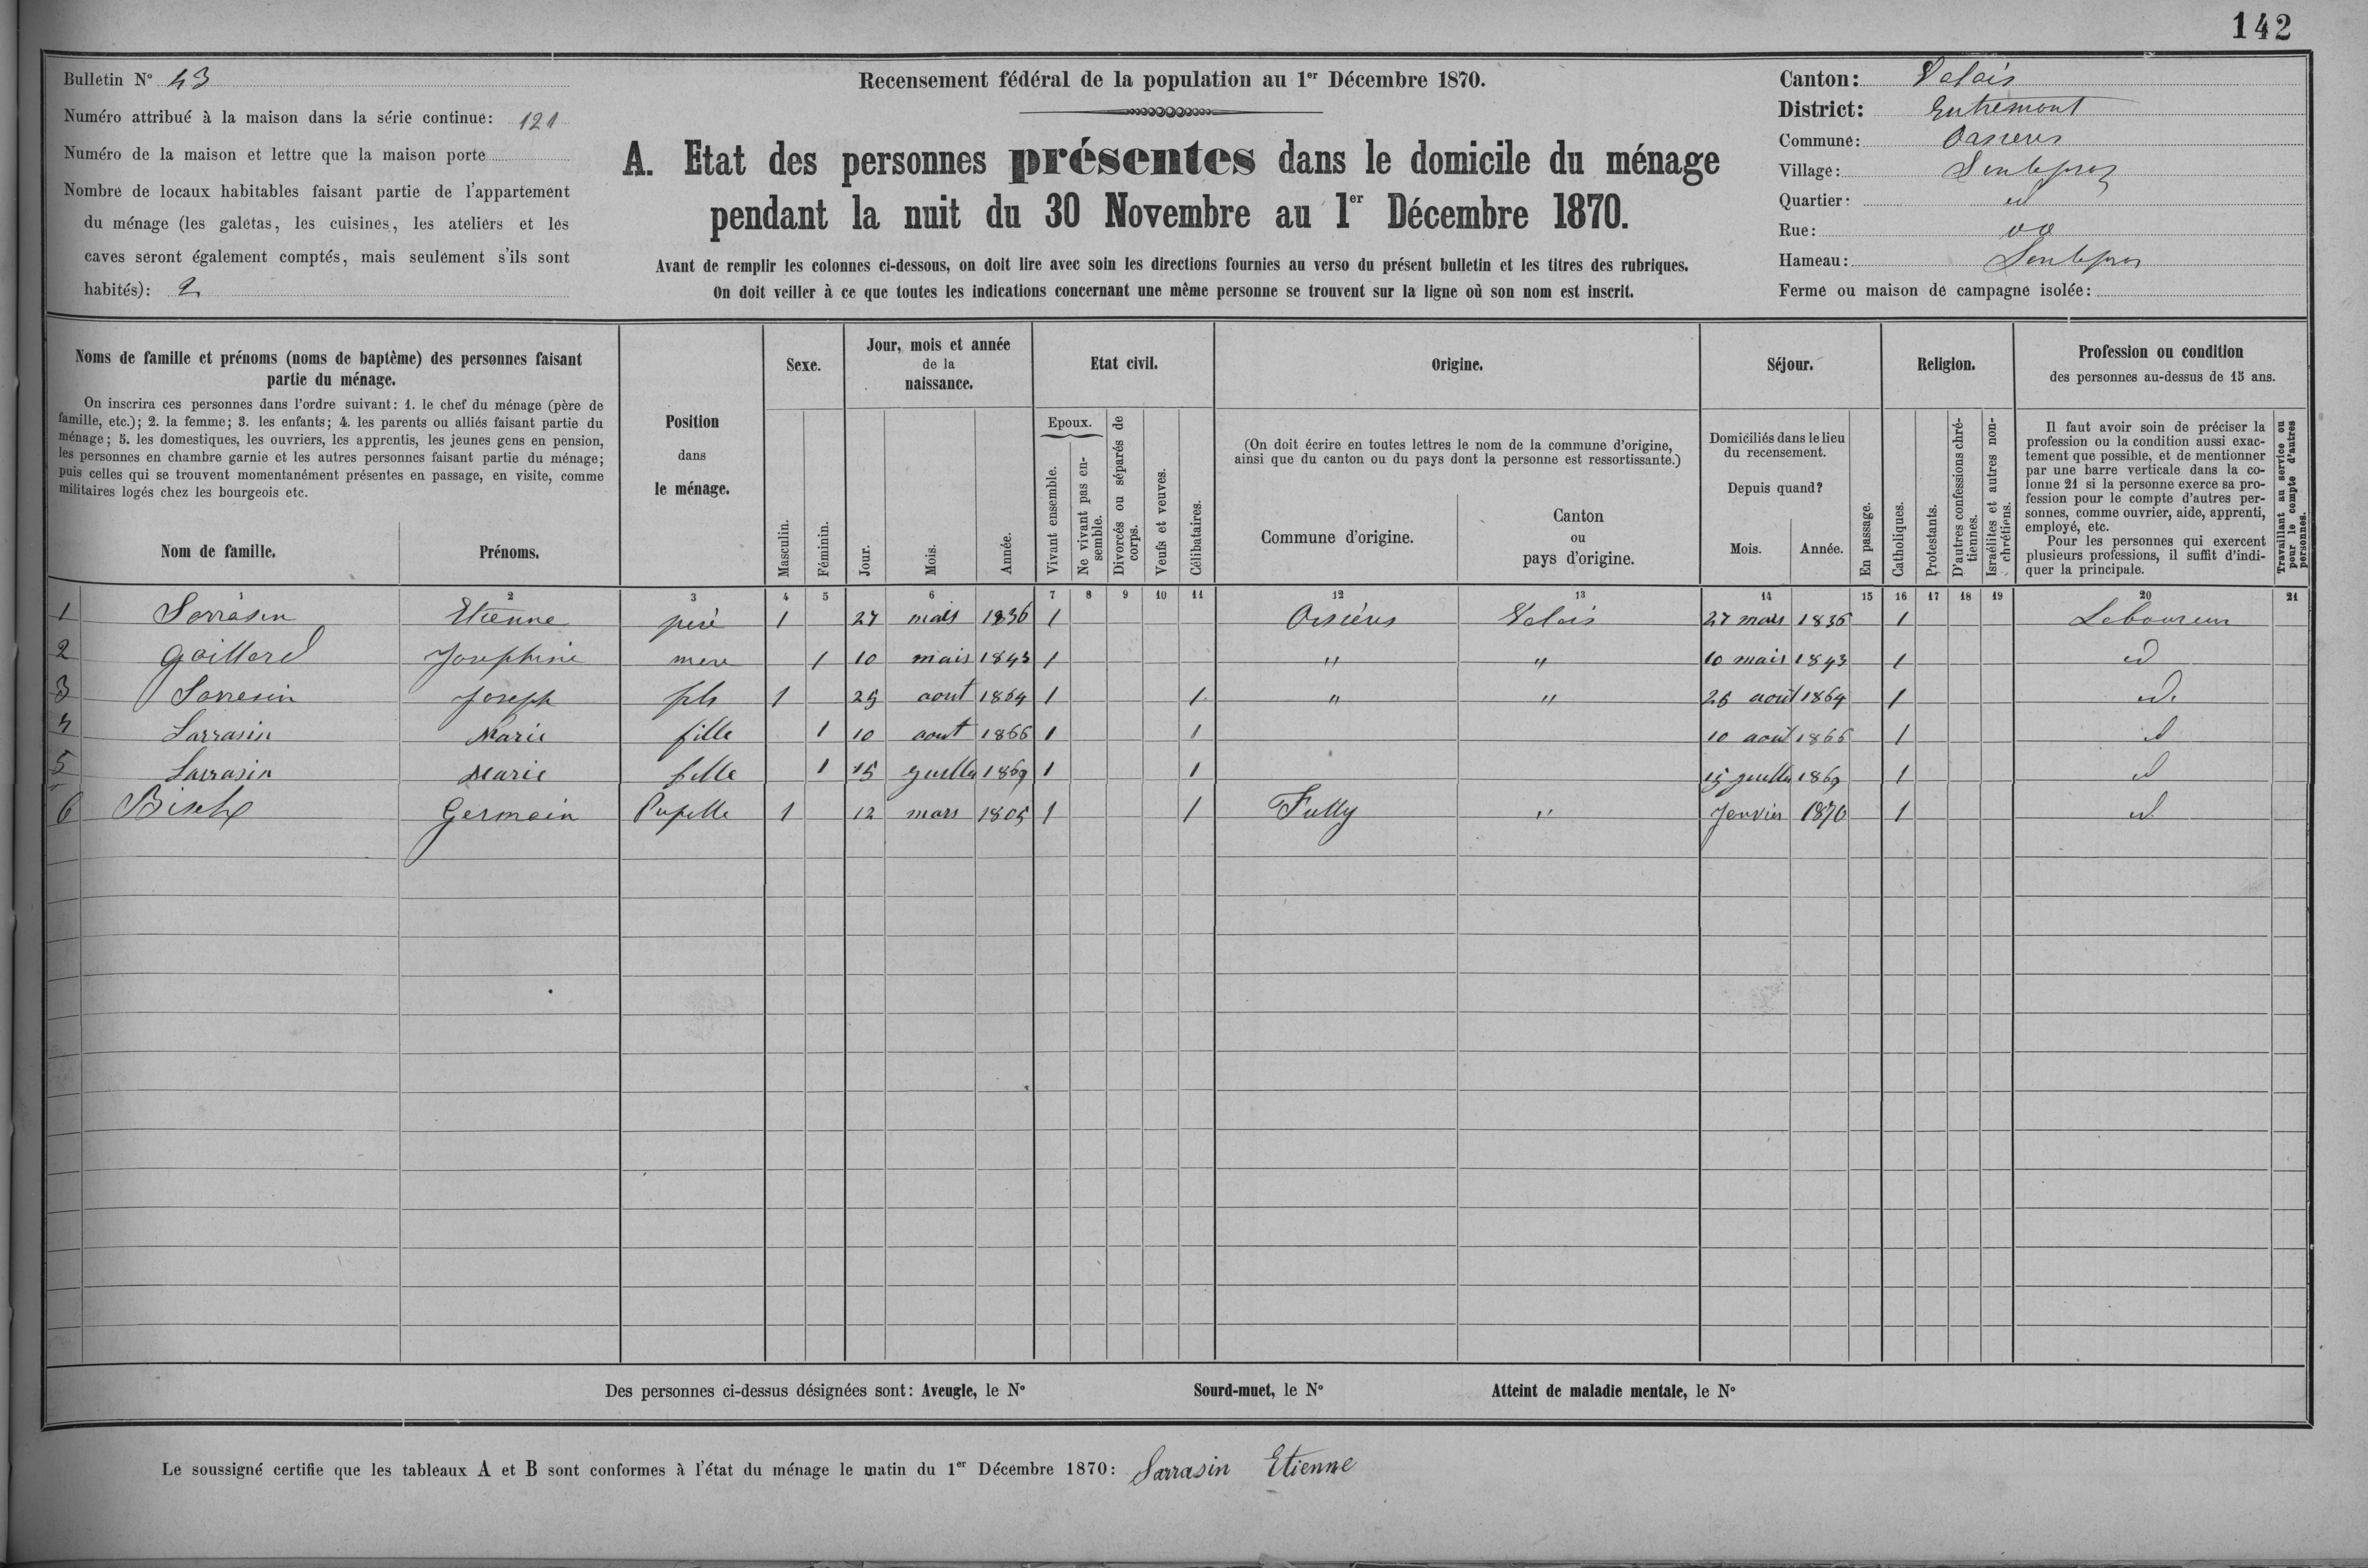 142
Bulletin Nº 43
Numéro attribué à la maison dans la série continue: 121
Numéro de la maison et lettre que la maison porte
Nombre de locaux habitables faisant partie de l'appartement
du ménage (les galetas, les cuisines, les ateliers et les
caves seront également comptés, mais seulement s'ils sont
habités): 2
Recensement fédéral de la population au 1er Décembre 1870.
A. Etat des personnes présentes dans le domicile du ménage
pendant la nuit du 30 Novembre au 1er Décembre 1870.
Avant de remplir les colonnes ci-dessous, on doit lire avec soin les directions fournies au verso du présent bulletin et les titres des rubriques.
On doit veiller à ce que toutes les indications concernant une même personne se trouvent sur la ligne où son nom est inscrit.
Canton: Valais
District: Entremont
Commune: Orsieres
Village:
Quartier: id
Rue:
Hameau:
Ferme ou maison de campagne isolée:
Noms de famille et prénoms (noms de baptême) des personnes faisant
partie du ménage.
On inscrira ces personnes dans l'ordre suivant: 1. le chef du ménage (père de
famille, etc.); 2. la femme; 3. les enfants; 4. les parents ou alliés faisant partie du
ménage; 5. les domestiques, les ouvriers, les apprentis, les jeunes gens en pension,
les personnes en chambre garnie et les autres personnes faisant partie du ménage;
puis celles qui se trouvent momentanément présentes en passage, en visite, comme
militaires logés chez les bourgeois etc.
Nom de famille.
Prénoms.
Position
dans
le ménage.
Sexe.
Masculin.
Féminin.
Jour, mois et année
de la
naissance.
Jour.
Mois.
Année.
Etat civil.
Epoux.
Vivant ensemble.
Ne vivant pas en-
semble.
Divorcés ou séparés de
corps.
Veufs et veuves.
Célibataires.
Origine.
(On doit écrire en toutes lettres le nom de la commune d'origine,
ainsi que du canton ou du pays dont la personne est ressortissante.)
Commune d'origine.
Canton
ou
pays d'origine.
Séjour.
Domiciliés dans le lieu
du recensement.
Depuis quand?
Mois.
Année.
En passage.
Religion.
Catholiques.
Protestants.
D'autres confessions chré-
tiennes.
Israélites et autres non-
chrétiens.
Profession ou condition
des personnes au-dessus de 15 ans.
Il faut avoir soin de préciser la
profession ou la condition aussi exac-
tement que possible, et de mentionner
par une barre verticale dans la co-
lonne 21 si la personne exerce sa pro-
fession pour le compte d'autres per-
sonnes, comme ouvrier, aide, apprenti,
employé, etc.
Pour les personnes qui exercent
plusieurs professions, il suffit d'indi-
quer la principale.
Travaillant au service ou
pour le compte d'autres
personnes.
1 2 3 4 5 6 7 8 9 10 11 12 13 14 15 16 17 18 19 20 21
1 Sarrasin Etienne père 1 27 mars 1836 1 Orsières Valais 27 mars 1836 1 Laboureur
2 Gaillard Josephine mere 1 10 mais 1843 1 " " 10 mais 1843 1 id
3 Sarrasin Joseph fils 1 25 aout 1864 1 1 " " 25 aout 1864 1 id.
4 Sarrasin Marie fille 1 10 aout 1866 1 1 10 aout 1866 1 id
5 Sarrasin Marie fille 1 15 1869 1 1 15 1869 1 id
6 Germain Pupille 1 12 mars 1805 1 1 Fully " Janvier 1870 1 id
Des personnes ci-dessus désignées sont: Aveugle, le Nº Sourd-muet, le Nº Atteint de maladie mentale, le Nº
Le soussigné certifie que les tableaux A et B sont conformes à l'état du ménage le matin du 1er Décembre 1870: Sarrasin Etienne